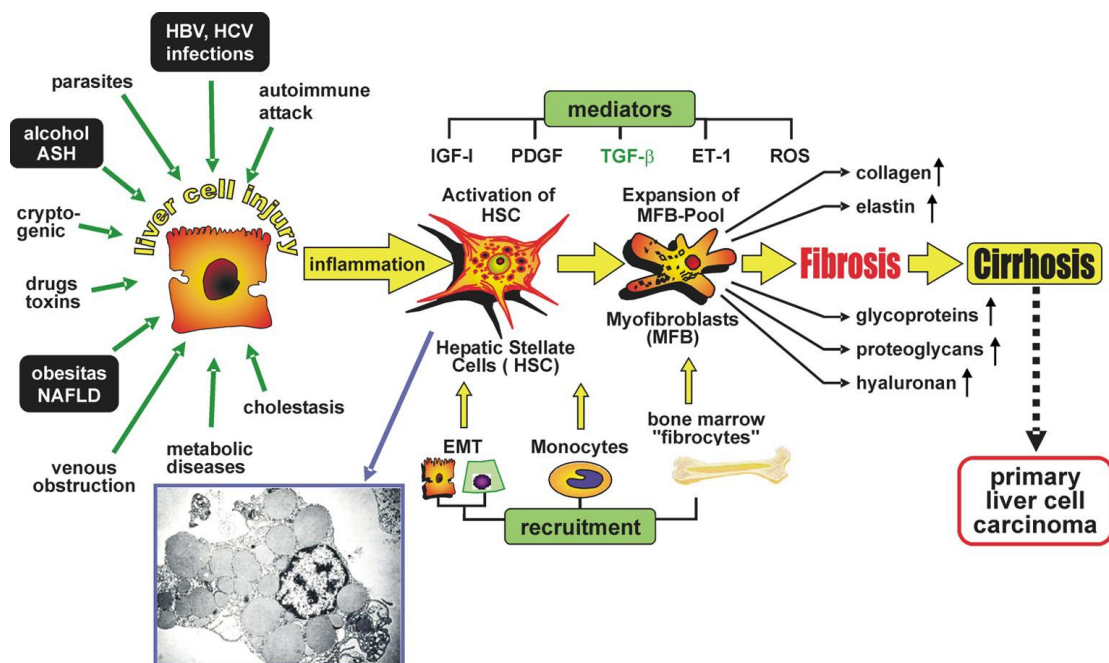 HBV, HCV
infections
parasites
autoimmune
attack
alcohol
ASH
crypto-
genic
drugs
toxins
obesitas
NAFLD
venous
obstruction
metabolic
diseases
cholestasis
liver cell injury
inflammation
mediators
IGF-I
PDGF
TGF-β
ET-1
ROS
Activation of
HSC
Hepatic Stellate
Cells ( HSC)
Expansion of
MFB-Pool
Myofibroblasts
(MFB)
EMT
Monocytes
bone marrow
"fibrocytes"
recruitment
collagen
elastin
Fibrosis
glycoproteins
proteoglycans
hyaluronan
Cirrhosis
primary
liver cell
carcinoma